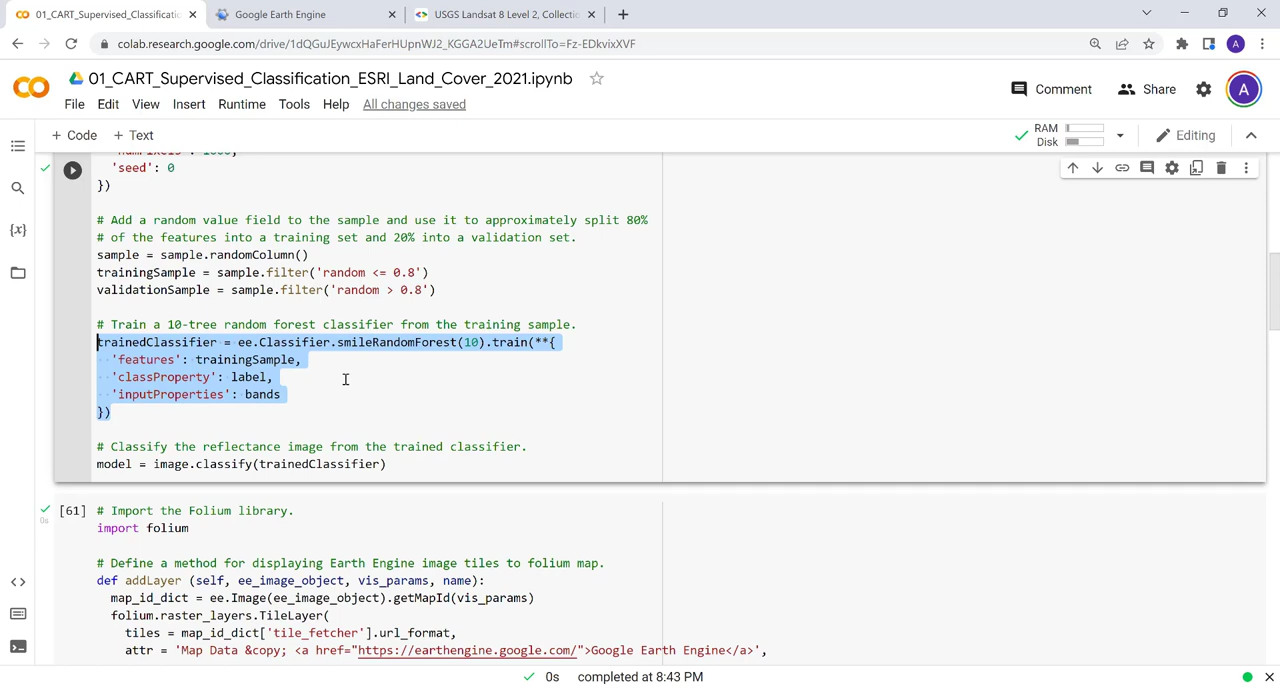 01_CART_Supervised_Classificatio
Google Earth Engine
USGS Landsat 8 Level 2, Collectio
colab.research.google.com/drive/1dQGuJEywcxHaFerHUpnWJ2_KGGA2UeTm#scrollTo=Fz-EDkvixXVF
A
01_CART_Supervised_Classification_ESRI_Land_Cover_2021.ipynb
Comment
Share
A
File Edit View Insert Runtime Tools Help All changes saved
+ Code + Text
RAM
Disk
Editing
'seed': 0
})
# Add a random value field to the sample and use it to approximately split 80%
# of the features into a training set and 20% into a validation set.
sample = sample.randomColumn()
trainingSample = sample.filter('random <= 0.8')
validationSample = sample.filter('random > 0.8')
# Train a 10-tree random forest classifier from the training sample.
trainedClassifier = ee.Classifier.smileRandomForest(10).train(**{
'features': trainingSample,
'classProperty': label,
'inputProperties': bands
})
# Classify the reflectance image from the trained classifier.
model = image.classify(trainedClassifier)
[61] # Import the Folium library.
0s
import folium
# Define a method for displaying Earth Engine image tiles to folium map.
def addLayer (self, ee_image_object, vis_params, name):
map_id_dict = ee.Image(ee_image_object).getMapId(vis_params)
folium.raster_layers.TileLayer(
tiles = map_id_dict['tile_fetcher'].url_format,
attr = 'Map Data &copy; <a href="https://earthengine.google.com/">Google Earth Engine</a>',
0s completed at 8:43 PM